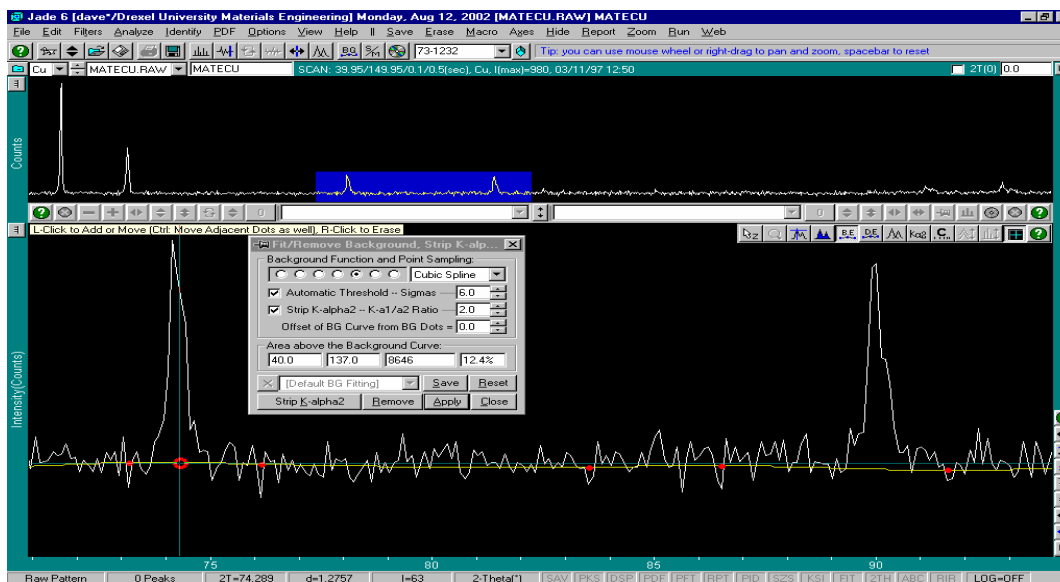 Jade 6 [dave*/Drexel University Materials Engineering] Monday, Aug 12, 2002 [MATECU.RAW] MATECU
File Edit Filters Analyze Identify PDF Options View Help || Save Erase Macro Axes Hide Report Zoom Run Web
BG S/M 73-1232 Tip: you can use mouse wheel or right-drag to pan and zoom, spacebar to reset
Cu MATECU.RAW MATECU SCAN: 39.95/149.95/0.1/0.5(sec), Cu, I(max)=980, 03/11/97 12:50 2T(0) 0.0
Counts
0 0
L-Click to Add or Move (Ctrl: Move Adjacent Dots as well), R-Click to Erase
B.E D.E Kα2 .C.
Fit/Remove Background, Strip K-alp...
Background Function and Point Sampling:
Cubic Spline
Automatic Threshold -- Sigmas 6.0
Strip K-alpha2 -- K-a1/a2 Ratio 2.0
Offset of BG Curve from BG Dots = 0.0
Area above the Background Curve:
40.0 137.0 8646 12.4%
[Default BG Fitting] Save Reset
Strip K-alpha2 Remove Apply Close
Intensity(Counts)
75 80 85 90
Raw Pattern 0 Peaks 2T=74.289 d=1.2757 I=63 2-Theta(°) SAV PKS DSP PDF PFT RPT PID SZS KSI FIT 2TH ABC RIR LOG=OFF